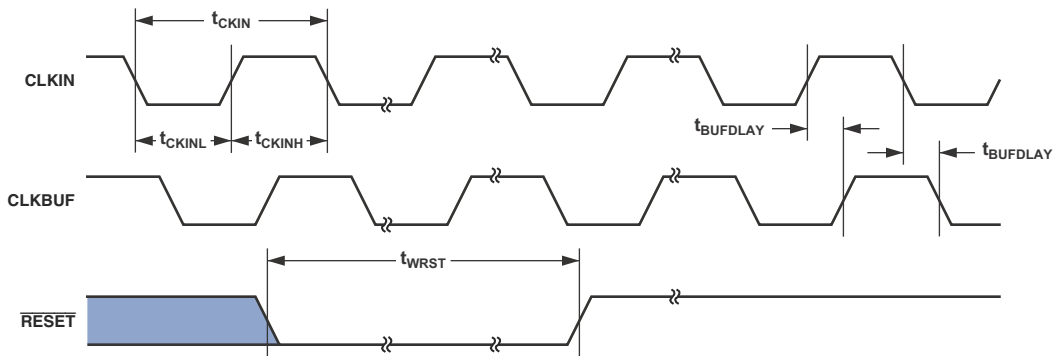 tCKIN
CLKIN
tCKINL
tCKINH
tBUFDLAY
tBUFDLAY
CLKBUF
tWRST
RESET